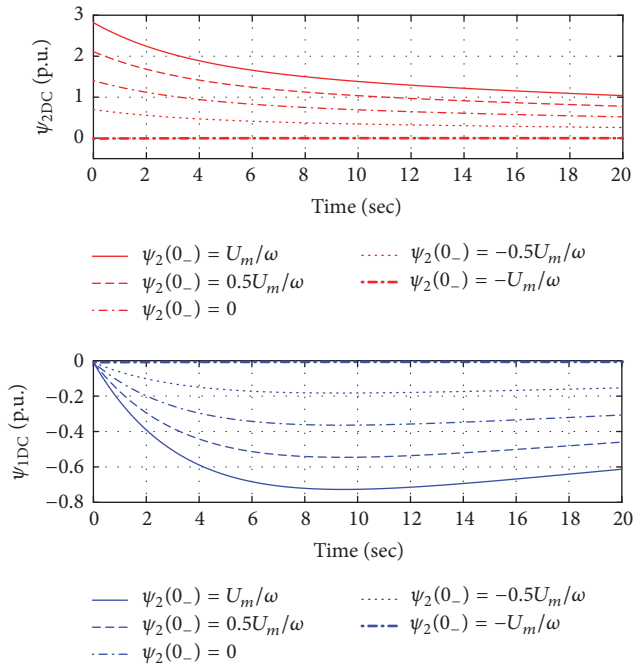 3
2
1
0
ψ2DC (p.u.)
0 2 4 6 8 10 12 14 16 18 20
Time (sec)
ψ₂(0₋) = Uₘ/ω
ψ₂(0₋) = 0.5Uₘ/ω
ψ₂(0₋) = 0
ψ₂(0₋) = −0.5Uₘ/ω
ψ₂(0₋) = −Uₘ/ω
0
−0.2
−0.4
−0.6
−0.8
ψ1DC (p.u.)
0 2 4 6 8 10 12 14 16 18 20
Time (sec)
ψ₂(0₋) = Uₘ/ω
ψ₂(0₋) = 0.5Uₘ/ω
ψ₂(0₋) = 0
ψ₂(0₋) = −0.5Uₘ/ω
ψ₂(0₋) = −Uₘ/ω